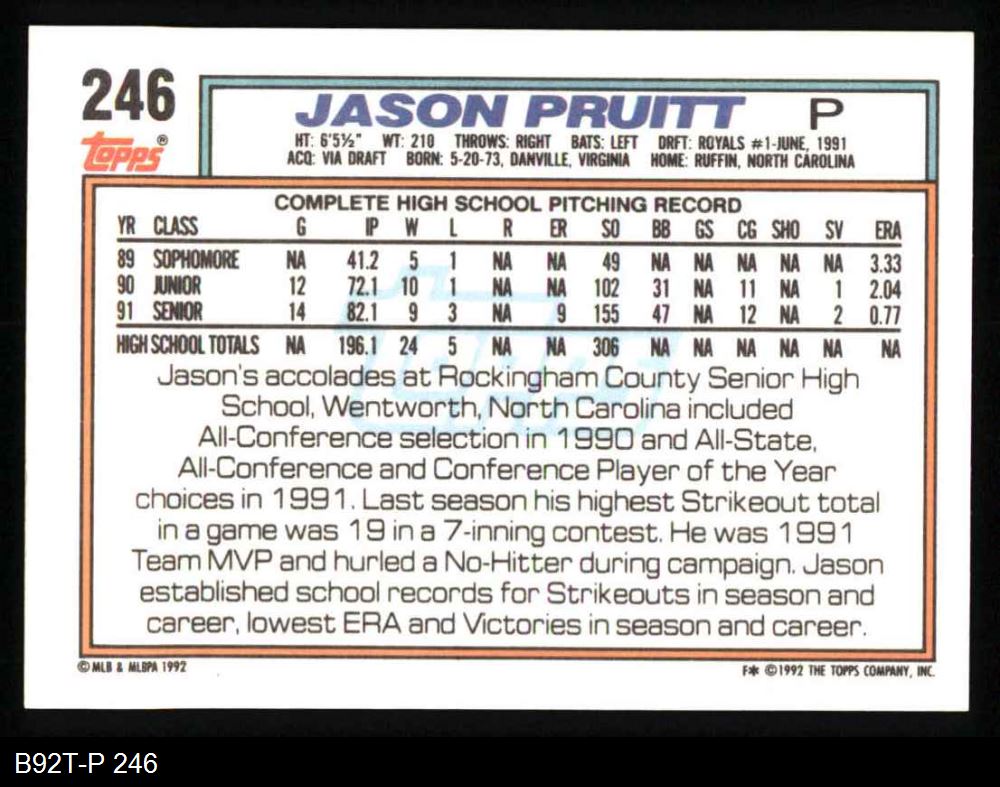 246
Topps®
JASON PRUITT P
HT: 6'5½" WT: 210 THROWS: RIGHT BATS: LEFT DRFT: ROYALS #1-JUNE, 1991
ACQ: VIA DRAFT BORN: 5-20-73, DANVILLE, VIRGINIA HOME: RUFFIN, NORTH CAROLINA
COMPLETE HIGH SCHOOL PITCHING RECORD
YR CLASS G IP W L R ER SO BB GS CG SHO SV ERA
89 SOPHOMORE NA 41.2 5 1 NA NA 49 NA NA NA NA NA 3.33
90 JUNIOR 12 72.1 10 1 NA NA 102 31 NA 11 NA 1 2.04
91 SENIOR 14 82.1 9 3 NA 9 155 47 NA 12 NA 2 0.77
HIGH SCHOOL TOTALS NA 196.1 24 5 NA NA 306 NA NA NA NA NA NA
Jason's accolades at Rockingham County Senior High
School, Wentworth, North Carolina included
All-Conference selection in 1990 and All-State,
All-Conference and Conference Player of the Year
choices in 1991. Last season his highest Strikeout total
in a game was 19 in a 7-inning contest. He was 1991
Team MVP and hurled a No-Hitter during campaign. Jason
established school records for Strikeouts in season and
career, lowest ERA and Victories in season and career.
© MLB & MLBPA 1992
F* © 1992 THE TOPPS COMPANY, INC.
B92T-P 246